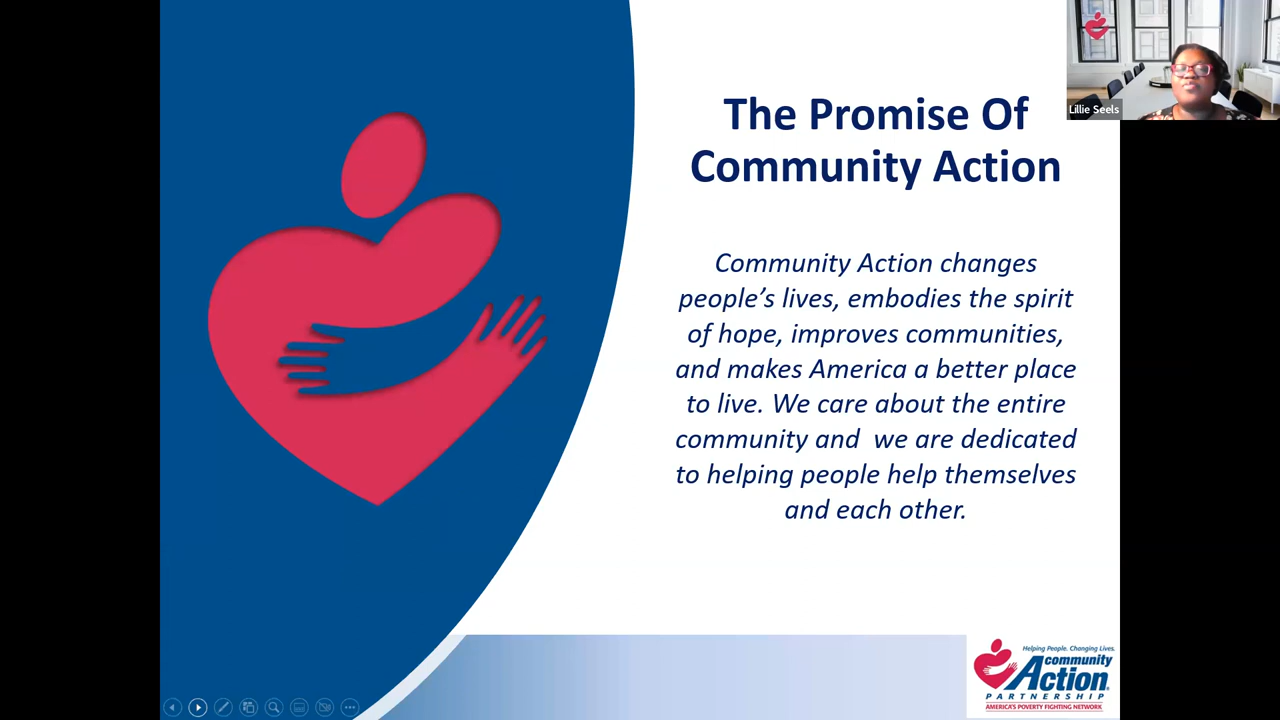 Lillie Seels
The Promise Of
Community Action
Community Action changes
people’s lives, embodies the spirit
of hope, improves communities,
and makes America a better place
to live. We care about the entire
community and  we are dedicated
to helping people help themselves
and each other.
Helping People. Changing Lives.
community
Action®
PARTNERSHIP
AMERICA'S POVERTY FIGHTING NETWORK